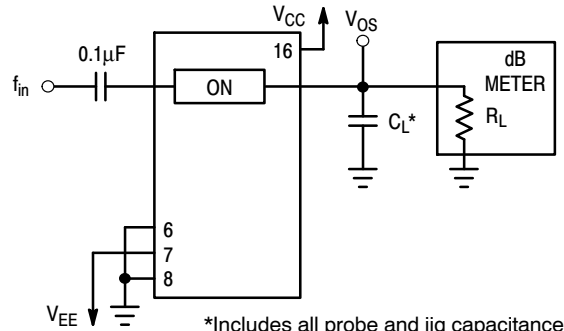 V_CC
V_OS
0.1μF
16
dB
METER
f_in
ON
C_L*
R_L
6
7
8
V_EE
*Includes all probe and jig capacitance